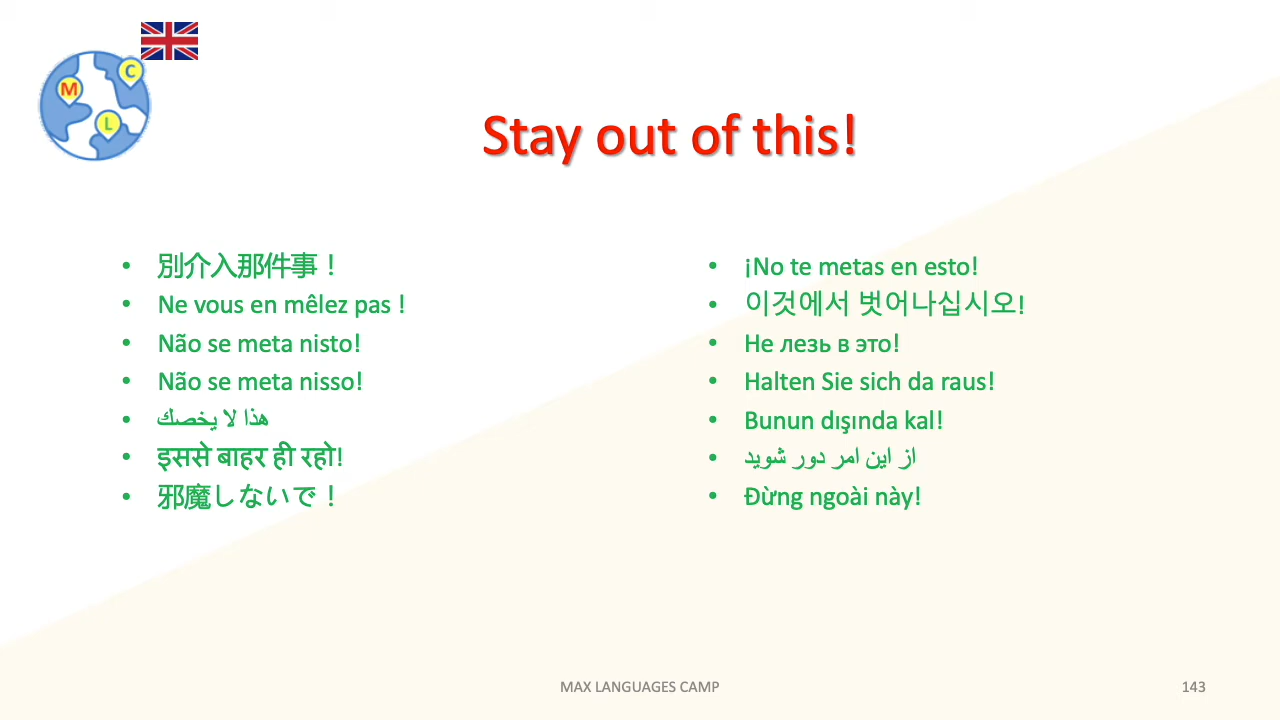 C
M
L
Stay out of this!
• 別介入那件事！
• Ne vous en mêlez pas !
• Não se meta nisto!
• Não se meta nisso!
• هذا لا يخصك
• इससे बाहर ही रहो!
• 邪魔しないで！
• ¡No te metas en esto!
• 이것에서 벗어나십시오!
• Не лезь в это!
• Halten Sie sich da raus!
• Bunun dışında kal!
• از این امر دور شوید
• Đừng ngoài này!
MAX LANGUAGES CAMP
143